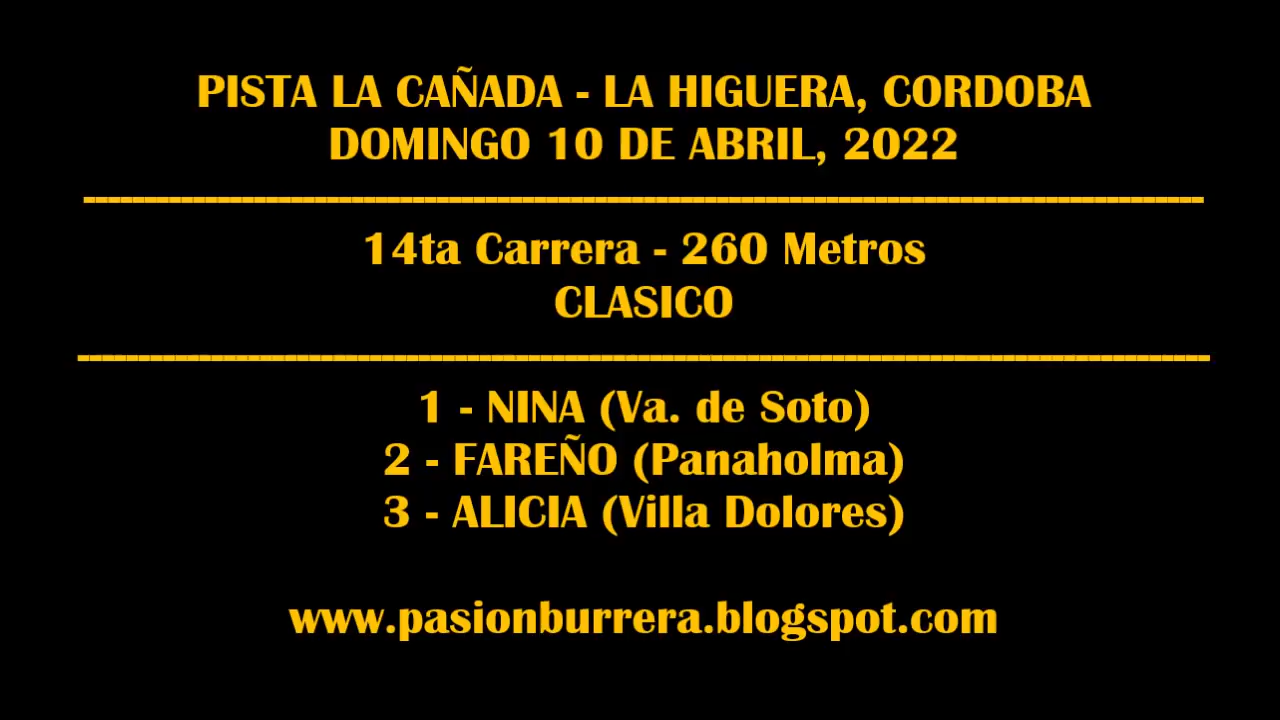 PISTA LA CAÑADA - LA HIGUERA, CORDOBA
DOMINGO 10 DE ABRIL, 2022
14ta Carrera - 260 Metros
CLASICO
1 - NINA (Va. de Soto)
2 - FAREÑO (Panaholma)
3 - ALICIA (Villa Dolores)
www.pasionburrera.blogspot.com